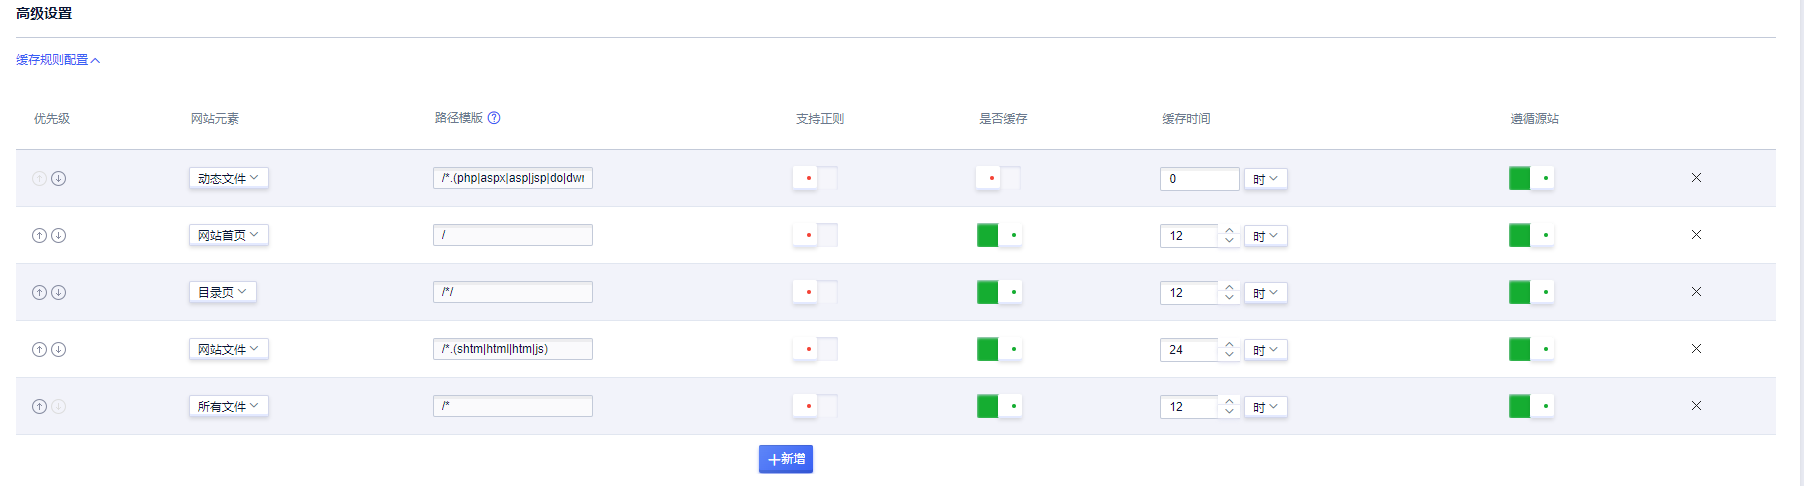 高级设置
缓存规则配置
优先级 网站元素 路径模版 ? 支持正则 是否缓存 缓存时间 遵循源站
动态文件 /*.(php|aspx|asp|jsp|do|dwr 0 时
网站首页 / 12 时
目录页 /*/ 12 时
网站文件 /*.(shtm|html|htm|js) 24 时
所有文件 /* 12 时
+新增